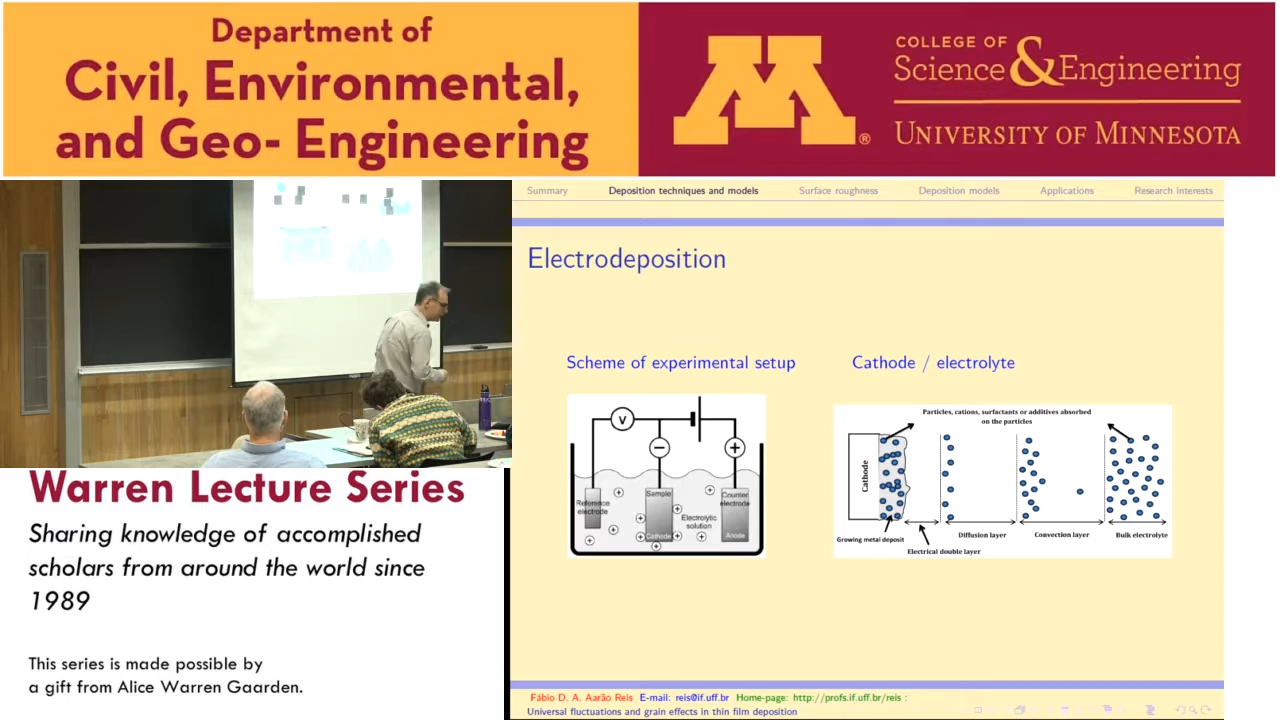 Department of
Civil, Environmental,
and Geo- Engineering
COLLEGE OF
Science & Engineering
UNIVERSITY OF MINNESOTA
®
Summary
Deposition techniques and models
Surface roughness
Deposition models
Applications
Research interests
Electrodeposition
Scheme of experimental setup
Cathode / electrolyte
V
Reference
electrode
Sample
Cathode
Electrolytic
solution
Counter
electrode
Anode
Particles, cations, surfactants or additives absorbed
on the particles
Cathode
Growing metal deposit
Electrical double layer
Diffusion layer
Convection layer
Bulk electrolyte
Warren Lecture Series
Sharing knowledge of accomplished
scholars from around the world since
1989
This series is made possible by
a gift from Alice Warren Gaarden.
Fábio D. A. Aarão Reis E-mail: reis@if.uff.br Home-page: http://profs.if.uff.br/reis :
Universal fluctuations and grain effects in thin film deposition